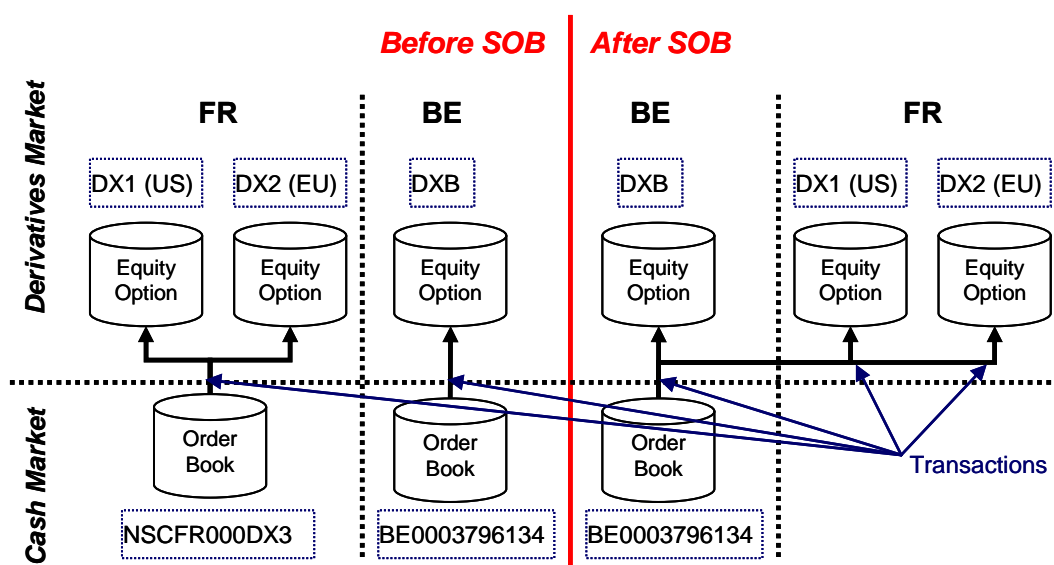 Before SOB
After SOB
Derivatives Market
FR
BE
BE
FR
DX1 (US)
DX2 (EU)
DXB
DXB
DX1 (US)
DX2 (EU)
Equity
Option
Equity
Option
Equity
Option
Equity
Option
Equity
Option
Equity
Option
Cash Market
Order
Book
Order
Book
Order
Book
Transactions
NSCFR000DX3
BE0003796134
BE0003796134